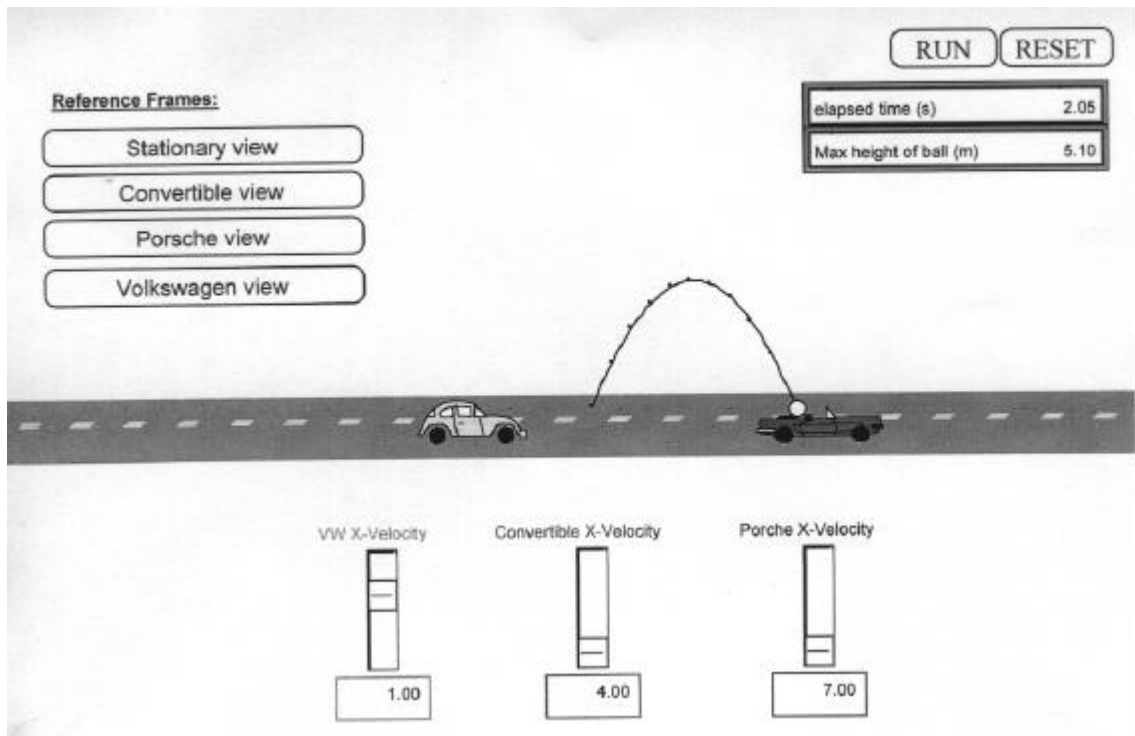 RUN RESET
Reference Frames:
elapsed time (s) 2.05
Max height of ball (m) 5.10
Stationary view
Convertible view
Porsche view
Volkswagen view
VW X-Velocity Convertible X-Velocity Porche X-Velocity
1.00 4.00 7.00